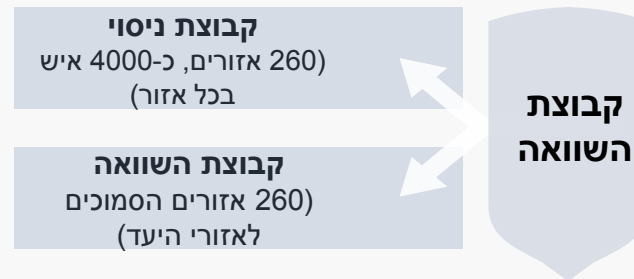 קבוצת ניסוי
(260 אזורים, כ-4000 איש
בכל אזור)
קבוצת השוואה
(260 אזורים הסמוכים
לאזורי היעד)
קבוצת
השוואה